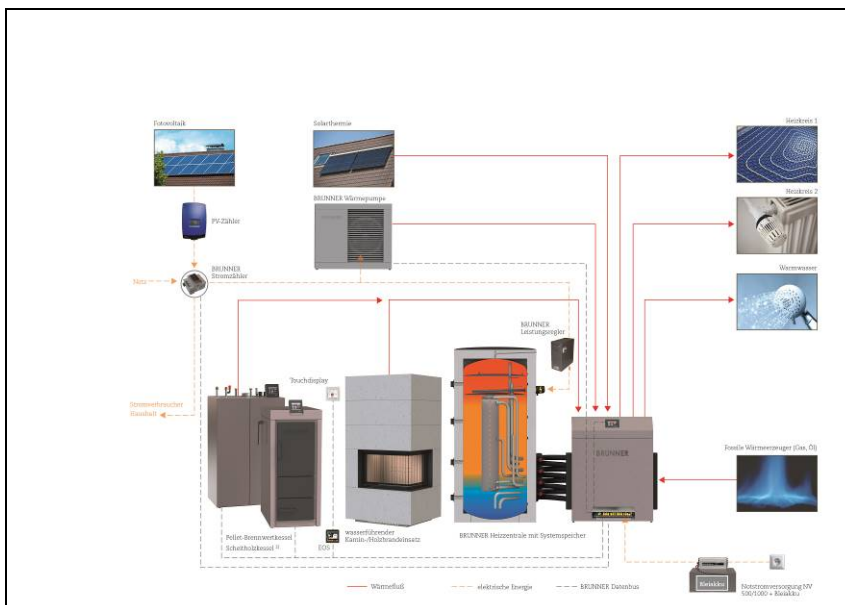 Fotovoltaik
Solarthermie
Heizkreis 1
BRUNNER Wärmepumpe
Heizkreis 2
PV-Zähler
BRUNNER
Stromzähler
Netz
Warmwasser
BRUNNER
Leistungsregler
Touchdisplay
Stromverbraucher
Haushalt
Fossile Wärmeerzeuger (Gas, Öl)
BRUNNER
Pellet-Brennwertkessel
Scheitholzkessel
EOS
wasserführender
Kamin-/Holzbrandeinsatz
BRUNNER Heizzentrale mit Systemspeicher
Wärmefluß
elektrische Energie
BRUNNER Datenbus
Bleiakku
Notstromversorgung NV
500/1000 + Bleiakku